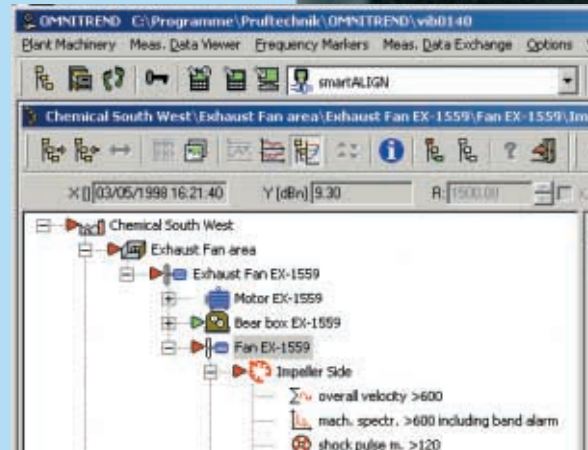 OMNITREND C:\Programme\Pruftechnik\OMNITREND\vib0140
Plant Machinery Meas. Data Viewer Frequency Markers Meas. Data Exchange Options
smartALIGN
Chemical South West\Exhaust Fan area\Exhaust Fan EX-1559\Fan EX-1559\Im
X [] 03/05/1998 16:21:40 Y [dBn] 9.30 R: 1500.00
Chemical South West
Exhaust Fan area
Exhaust Fan EX-1559
Motor EX-1559
Bear box EX-1559
Fan EX-1559
Impeller Side
overall velocity >600
mach. spectr. >600 including band alarm
shock pulse m. >120